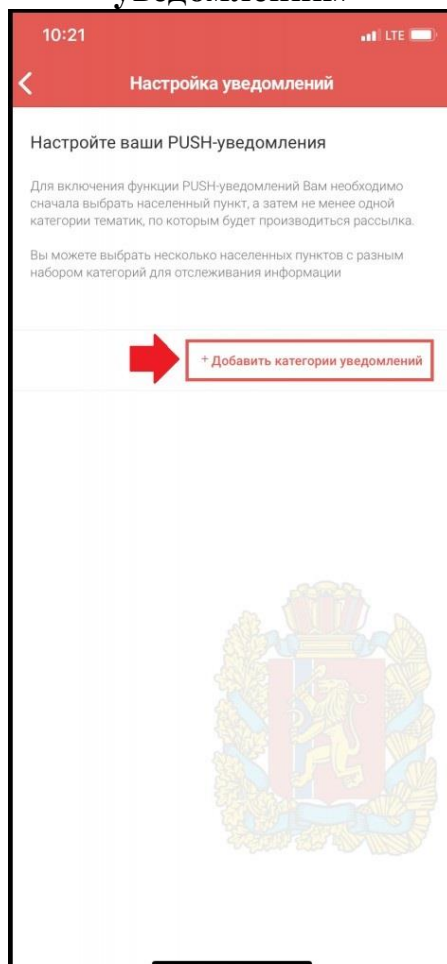 уведомлений»
10:21 LTE
Настройка уведомлений
Настройте ваши PUSH-уведомления
Для включения функции PUSH-уведомлений Вам необходимо
сначала выбрать населенный пункт, а затем не менее одной
категории тематик, по которым будет производиться рассылка.
Вы можете выбрать несколько населенных пунктов с разным
набором категорий для отслеживания информации
+ Добавить категории уведомлений